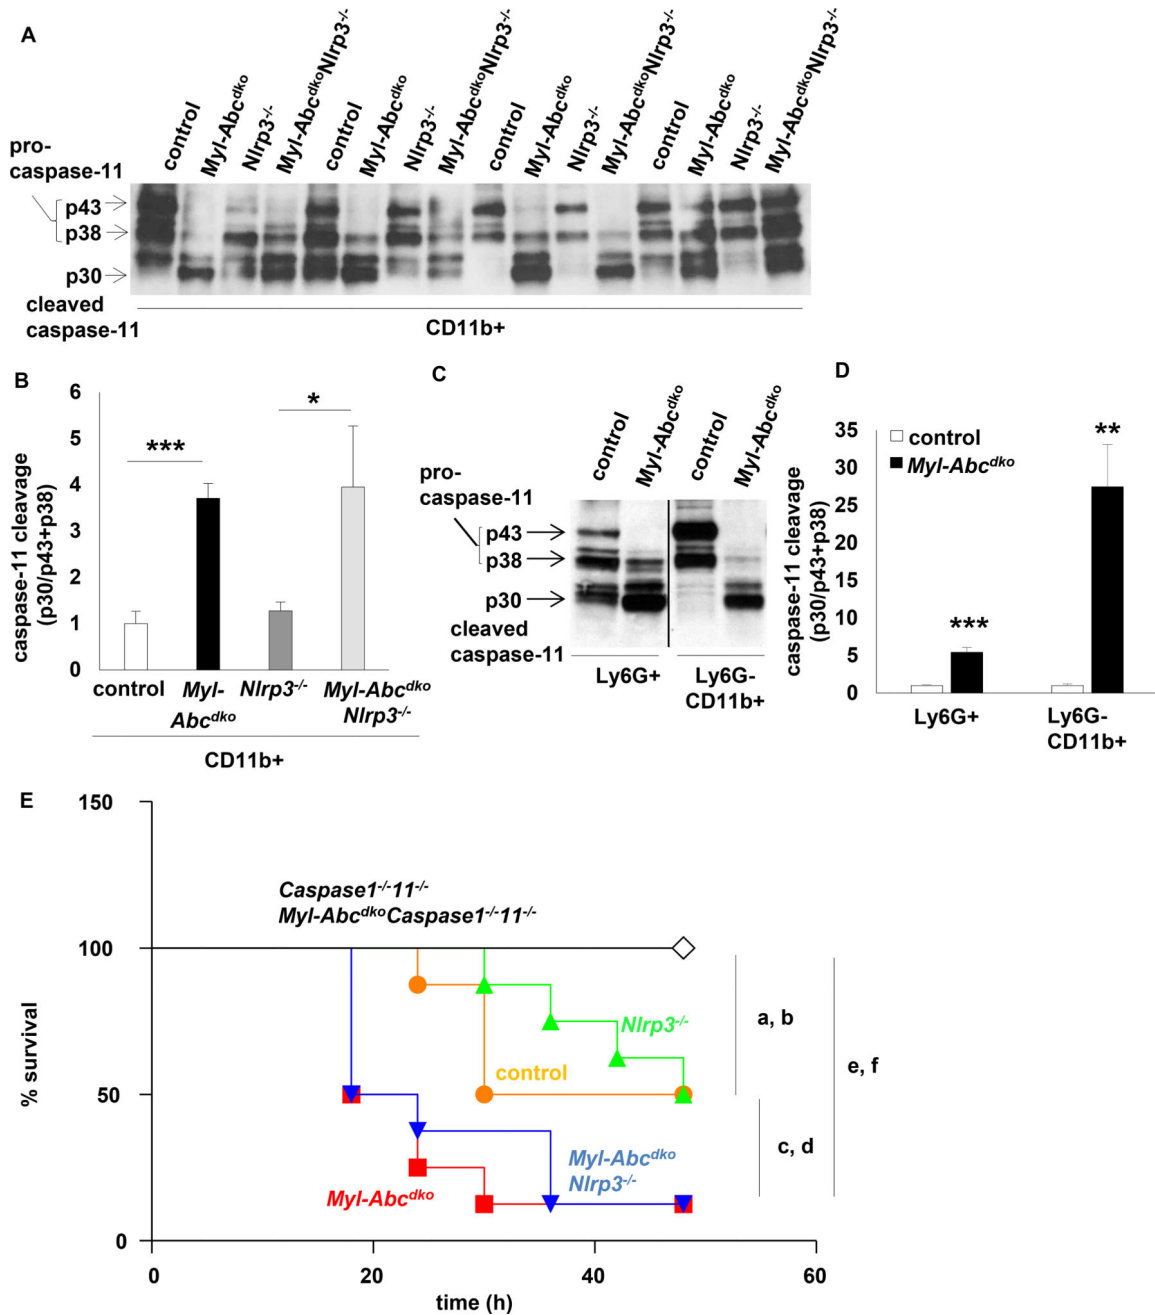 A
control
Myl-Abcdko
Nlrp3-/-
Myl-AbcdkoNlrp3-/-
control
Myl-Abcdko
Nlrp3-/-
Myl-AbcdkoNlrp3-/-
control
Myl-Abcdko
Nlrp3-/-
Myl-AbcdkoNlrp3-/-
control
Myl-Abcdko
Nlrp3-/-
Myl-AbcdkoNlrp3-/-
pro-
caspase-11
p43
p38
p30
cleaved
caspase-11
CD11b+
B
caspase-11 cleavage
(p30/p43+p38)
6
5
4
3
2
1
0
***
*
control
Myl-
Abcdko
Nlrp3-/-
Myl-Abcdko
Nlrp3-/-
CD11b+
C
control
Myl-Abcdko
control
Myl-Abcdko
pro-
caspase-11
p43
p38
p30
cleaved
caspase-11
Ly6G+
Ly6G-
CD11b+
D
caspase-11 cleavage
(p30/p43+p38)
35
30
25
20
15
10
5
0
control
Myl-Abcdko
***
**
Ly6G+
Ly6G-
CD11b+
E
% survival
150
100
50
0
Caspase1-/-11-/-
Myl-AbcdkoCaspase1-/-11-/-
Nlrp3-/-
control
Myl-Abcdko
Nlrp3-/-
Myl-Abcdko
a, b
c, d
e, f
0
20
40
60
time (h)